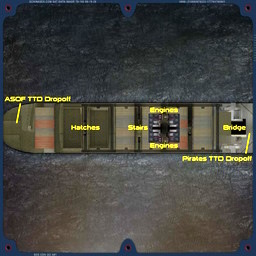 ASOF TTD Dropoff
Engines
Hatches
Stairs
Bridge
Engines
Pirates TTD Dropoff